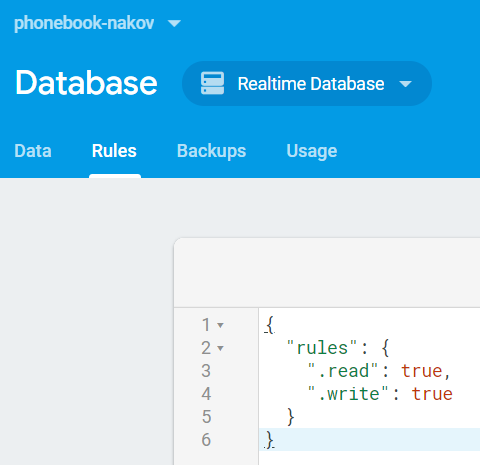 phonebook-nakov
Database Realtime Database
Data Rules Backups Usage
1 {
2 "rules": {
3 ".read": true,
4 ".write": true
5 }
6 }